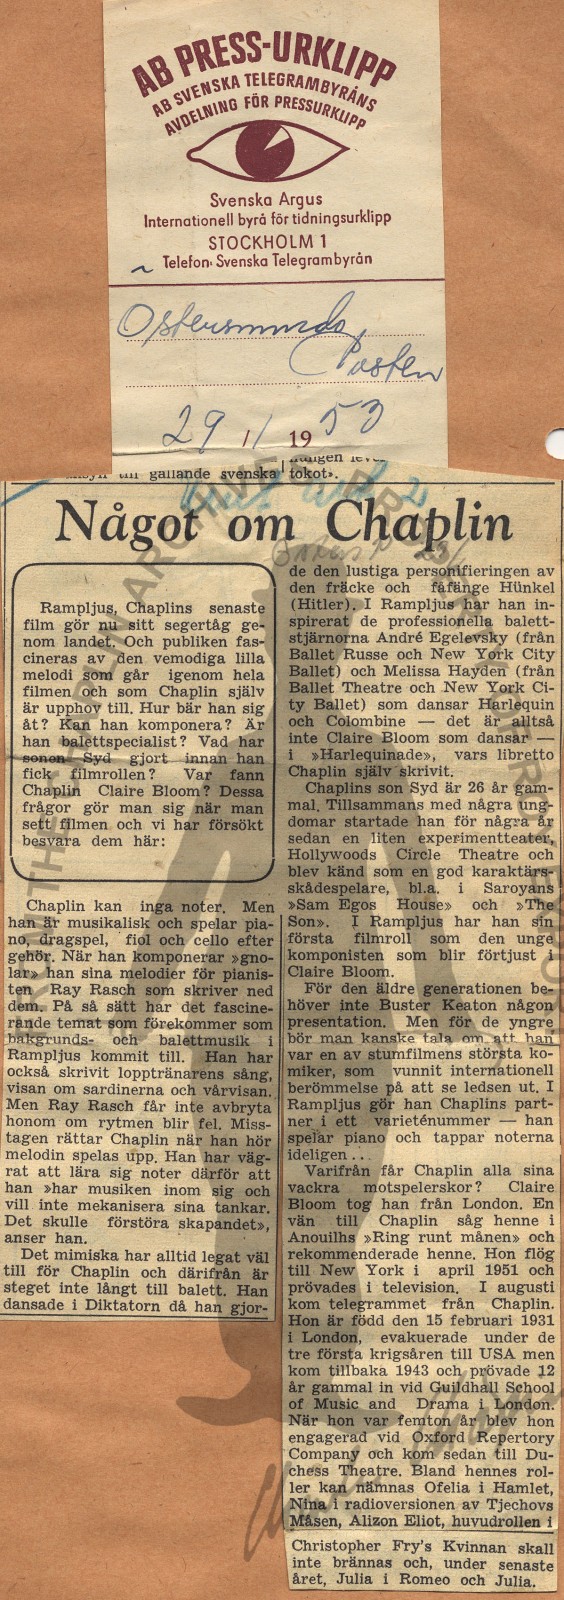 AB PRESS-URKLIPP
AB SVENSKA TELEGRAMBYRÅNS
AVDELNING FÖR PRESSURKLIPP
Svenska Argus
Internationell byrå för tidningsurklipp
STOCKHOLM 1
Telefon: Svenska Telegrambyrån
Östersunds
Posten
29 / 1 19 53
till gällande svenska
tokot».
Något om Chaplin
Rampljus, Chaplins senaste
film gör nu sitt segertåg ge-
nom landet. Och publiken fas-
cineras av den vemodiga lilla
melodi som går igenom hela
filmen och som Chaplin själv
är upphov till. Hur bär han sig
åt? Kan han komponera? Är
han balettspecialist? Vad har
sonen Syd gjort innan han
fick filmrollen? Var fann
Chaplin Claire Bloom? Dessa
frågor gör man sig när man
sett filmen och vi har försökt
besvara dem här:
Chaplin kan inga noter. Men
han är musikalisk och spelar pia-
no, dragspel, fiol och cello efter
gehör. När han komponerar »gno-
lar» han sina melodier för pianis-
ten Ray Rasch som skriver ned
dem. På så sätt har det fascine-
rande temat som förekommer som
bakgrunds- och balettmusik i
Rampljus kommit till. Han har
också skrivit lopptränarens sång,
visan om sardinerna och vårvisan.
Men Ray Rasch får inte avbryta
honom om rytmen blir fel. Miss-
tagen rättar Chaplin när han hör
melodin spelas upp. Han har väg-
rat att lära sig noter därför att
han »har musiken inom sig och
vill inte mekanisera sina tankar.
Det skulle förstöra skapandet»,
anser han.
Det mimiska har alltid legat väl
till för Chaplin och därifrån är
steget inte långt till balett. Han
dansade i Diktatorn då han gjor-
de den lustiga personifieringen av
den fräcke och fåfänge Hünkel
(Hitler). I Rampljus har han in-
spirerat de professionella balett-
stjärnorna André Egelevsky (från
Ballet Russe och New York City
Ballet) och Melissa Hayden (från
Ballet Theatre och New York Ci-
ty Ballet) som dansar Harlequin
och Colombine — det är alltså
inte Claire Bloom som dansar —
i »Harlequinade», vars libretto
Chaplin själv skrivit.
Chaplins son Syd är 26 år gam-
mal. Tillsammans med några ung-
domar startade han för några år
sedan en liten experimentteater,
Hollywoods Circle Theatre och
blev känd som en god karaktärs-
skådespelare, bl.a. i Saroyans
»Sam Egos House» och »The
Son». I Rampljus har han sin
första filmroll som den unge
komponisten som blir förtjust i
Claire Bloom.
För den äldre generationen be-
höver inte Buster Keaton någon
presentation. Men för de yngre
bör man kanske tala om att han
var en av stumfilmens största ko-
miker, som vunnit internationell
berömmelse på att se ledsen ut. I
Rampljus gör han Chaplins part-
ner i ett varieténummer — han
spelar piano och tappar noterna
ideligen ...
Varifrån får Chaplin alla sina
vackra motspelerskor? Claire
Bloom tog han från London. En
vän till Chaplin såg henne i
Anouilhs »Ring runt månen» och
rekommenderade henne. Hon flög
till New York i april 1951 och
prövades i television. I augusti
kom telegrammet från Chaplin.
Hon är född den 15 februari 1931
i London, evakuerade under de
tre första krigsåren till USA men
kom tillbaka 1943 och prövade 12
år gammal in vid Guildhall School
of Music and Drama i London.
När hon var femton år blev hon
engagerad vid Oxford Repertory
Company och kom sedan till Du-
chess Theatre. Bland hennes rol-
ler kan nämnas Ofelia i Hamlet,
Nina i radioversionen av Tjechovs
Måsen, Alizon Eliot, huvudrollen i
Christopher Fry's Kvinnan skall
inte brännas och, under senaste
året, Julia i Romeo och Julia.